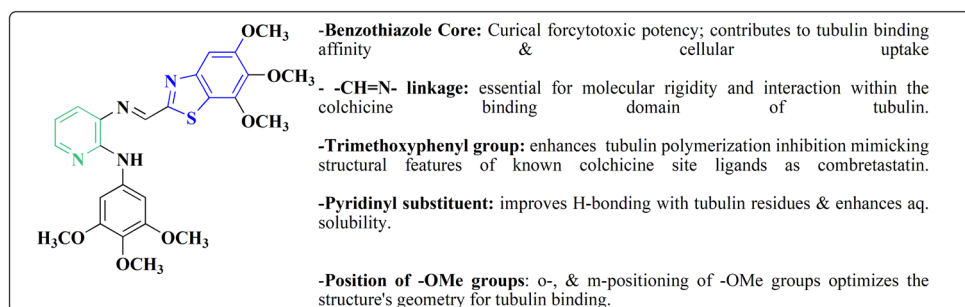 OCH₃
OCH₃
N
N
S
OCH₃
N
NH
H₃CO
OCH₃
OCH₃
-Benzothiazole Core: Curical forcytotoxic potency; contributes to tubulin binding
affinity & cellular uptake
- -CH=N- linkage: essential for molecular rigidity and interaction within the
colchicine binding domain of tubulin.
-Trimethoxyphenyl group: enhances tubulin polymerization inhibition mimicking
structural features of known colchicine site ligands as combretastatin.
-Pyridinyl substituent: improves H-bonding with tubulin residues & enhances aq.
solubility.
-Position of -OMe groups: o-, & m-positioning of -OMe groups optimizes the
structure's geometry for tubulin binding.